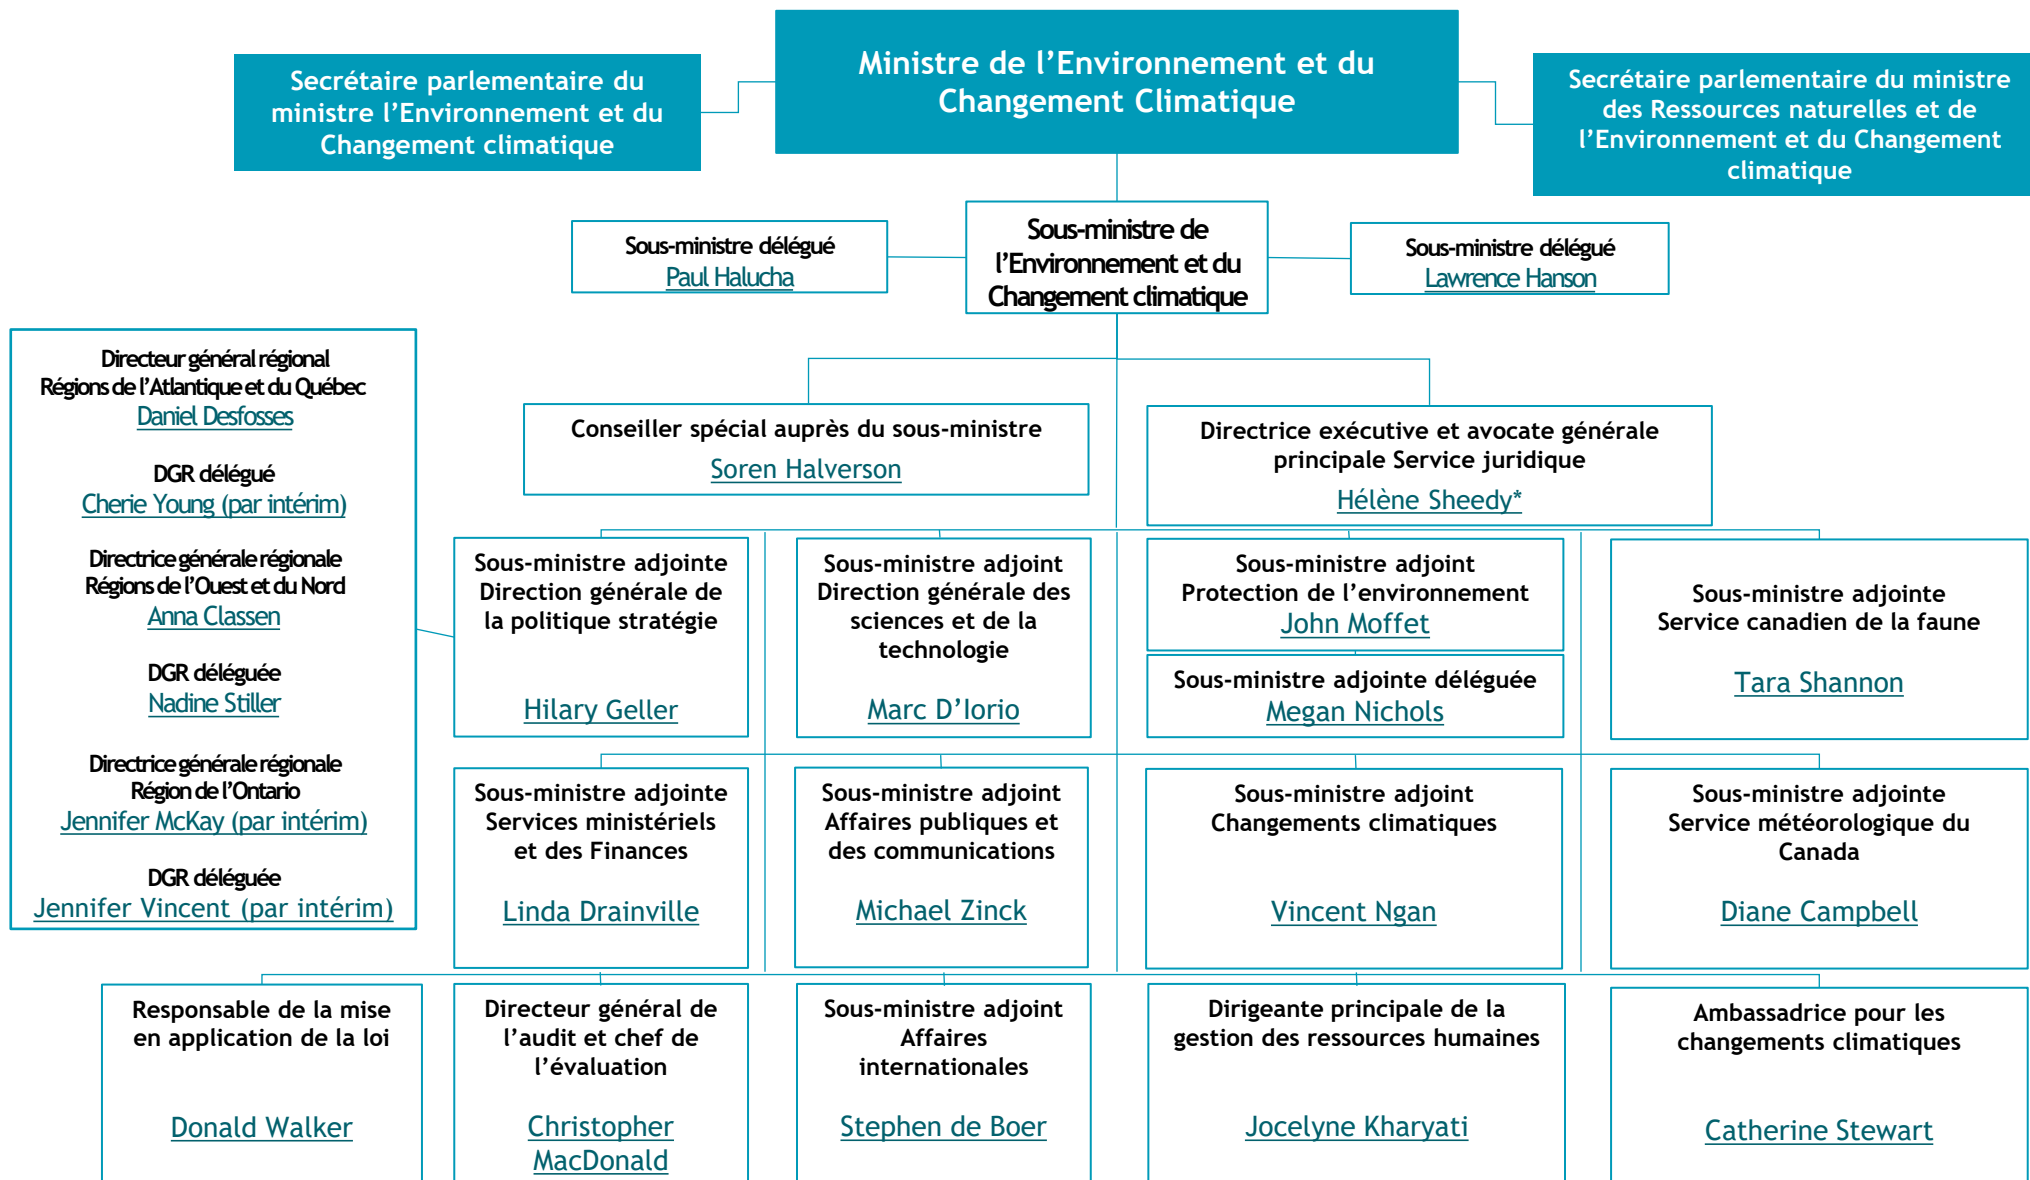 Ministre de l’Environnement et du
Changement Climatique
Secrétaire parlementaire du
ministre l’Environnement et du
Changement climatique
Secrétaire parlementaire du ministre
des Ressources naturelles et de
l’Environnement et du Changement
climatique
Sous-ministre délégué
Paul Halucha
Sous-ministre de
l’Environnement et du
Changement climatique
Sous-ministre délégué
Lawrence Hanson
Directeur général régional
Régions de l’Atlantique et du Québec
Daniel Desfosses
DGR délégué
Cherie Young (par intérim)
Directrice générale régionale
Régions de l’Ouest et du Nord
Anna Classen
DGR déléguée
Nadine Stiller
Directrice générale régionale
Région de l’Ontario
Jennifer McKay (par intérim)
DGR déléguée
Jennifer Vincent (par intérim)
Conseiller spécial auprès du sous-ministre
Soren Halverson
Directrice exécutive et avocate générale
principale Service juridique
Hélène Sheedy*
Sous-ministre adjointe
Direction générale de
la politique stratégie
Hilary Geller
Sous-ministre adjoint
Direction générale des
sciences et de la
technologie
Marc D’Iorio
Sous-ministre adjoint
Protection de l’environnement
John Moffet
Sous-ministre adjointe déléguée
Megan Nichols
Sous-ministre adjointe
Service canadien de la faune
Tara Shannon
Sous-ministre adjointe
Services ministériels
et des Finances
Linda Drainville
Sous-ministre adjoint
Affaires publiques et
des communications
Michael Zinck
Sous-ministre adjoint
Changements climatiques
Vincent Ngan
Sous-ministre adjointe
Service météorologique du
Canada
Diane Campbell
Responsable de la mise
en application de la loi
Donald Walker
Directeur général de
l’audit et chef de
l’évaluation
Christopher
MacDonald
Sous-ministre adjoint
Affaires
internationales
Stephen de Boer
Dirigeante principale de la
gestion des ressources humaines
Jocelyne Kharyati
Ambassadrice pour les
changements climatiques
Catherine Stewart